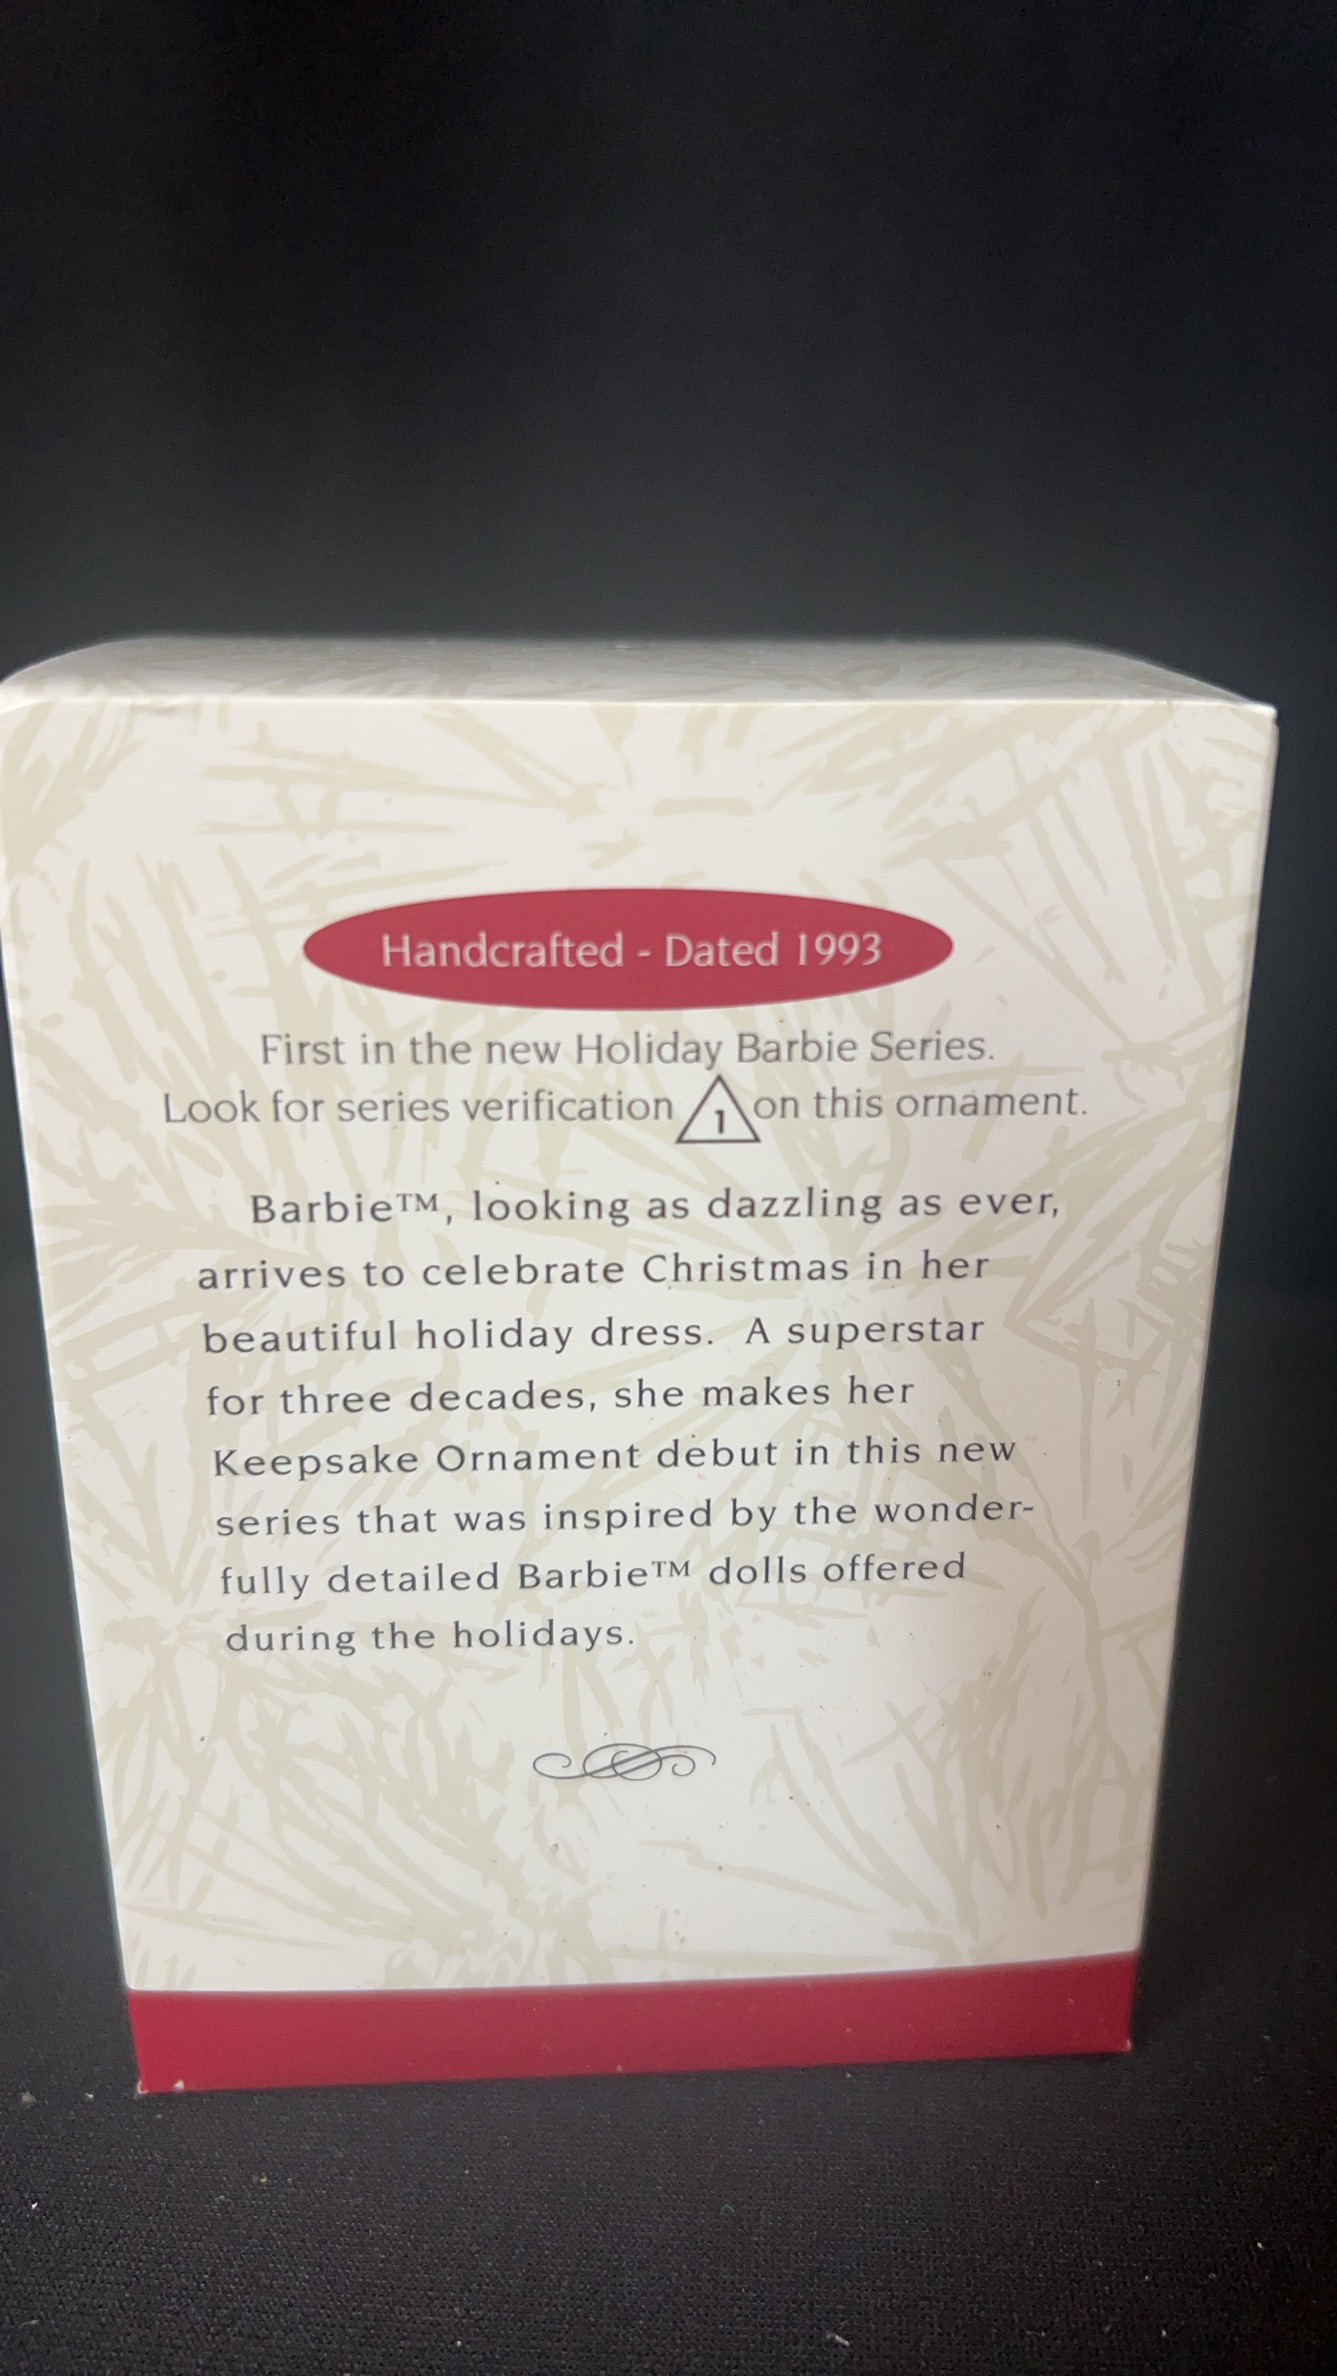 Handcrafted - Dated 1993
First in the new Holiday Barbie Series.
Look for series verification 1 on this ornament.
Barbie™, looking as dazzling as ever,
arrives to celebrate Christmas in her
beautiful holiday dress. A superstar
for three decades, she makes her
Keepsake Ornament debut in this new
series that was inspired by the wonder-
fully detailed Barbie™ dolls offered
during the holidays.